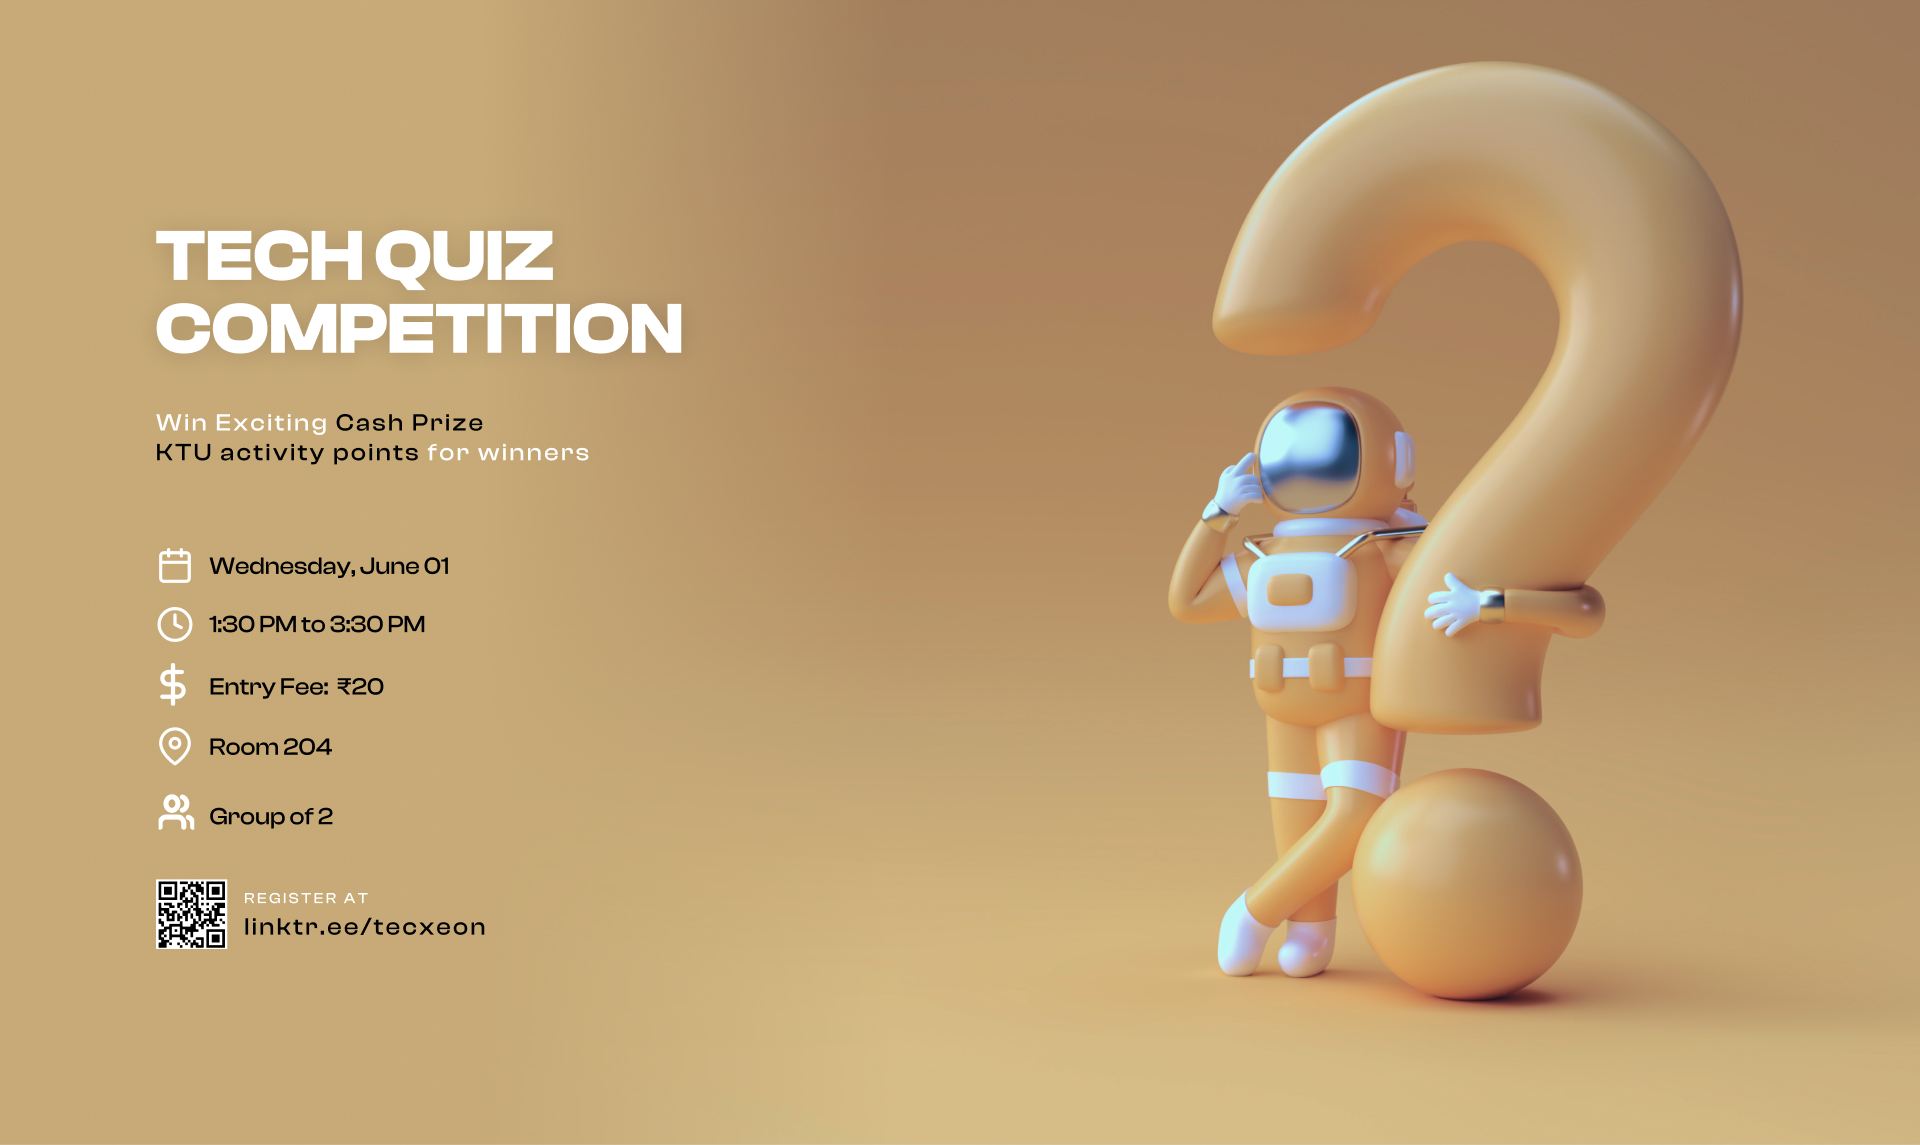 TECH QUIZ
COMPETITION
Win Exciting Cash Prize
KTU activity points for winners
Wednesday, June 01
1:30 PM to 3:30 PM
Entry Fee: ₹20
Room 204
Group of 2
REGISTER AT
linktr.ee/tecxeon